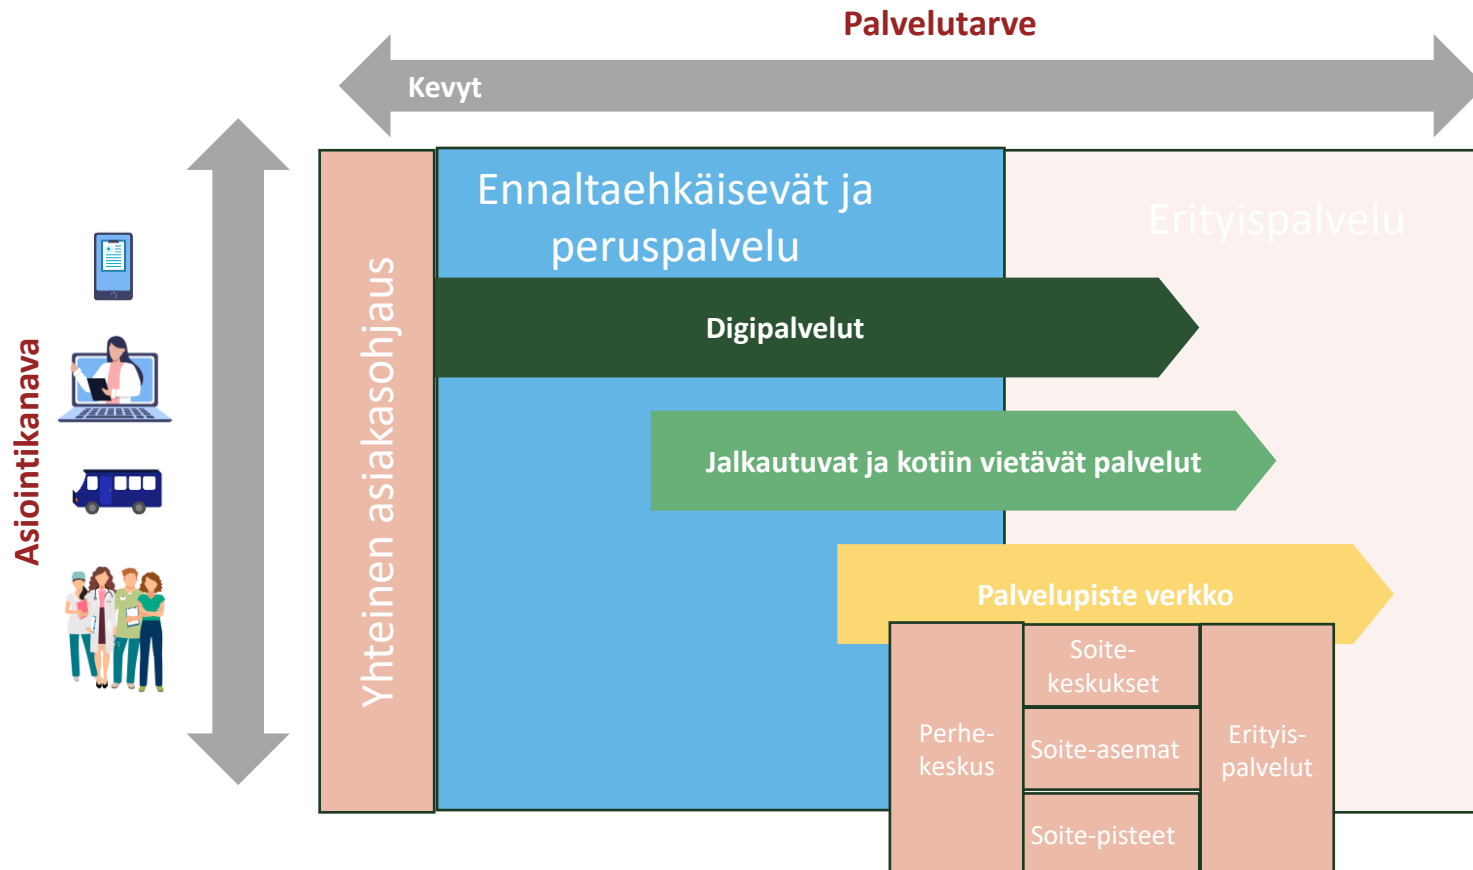 Palvelutarve
Kevyt
Asiointikanava
Yhteinen asiakasohjaus
Ennaltaehkäisevät ja
peruspalvelu
Erityispalvelu
Digipalvelut
Jalkautuvat ja kotiin vietävät palvelut
Palvelupiste verkko
Perhe-
keskus
Soite-
keskukset
Soite-asemat
Soite-pisteet
Erityis-
palvelut